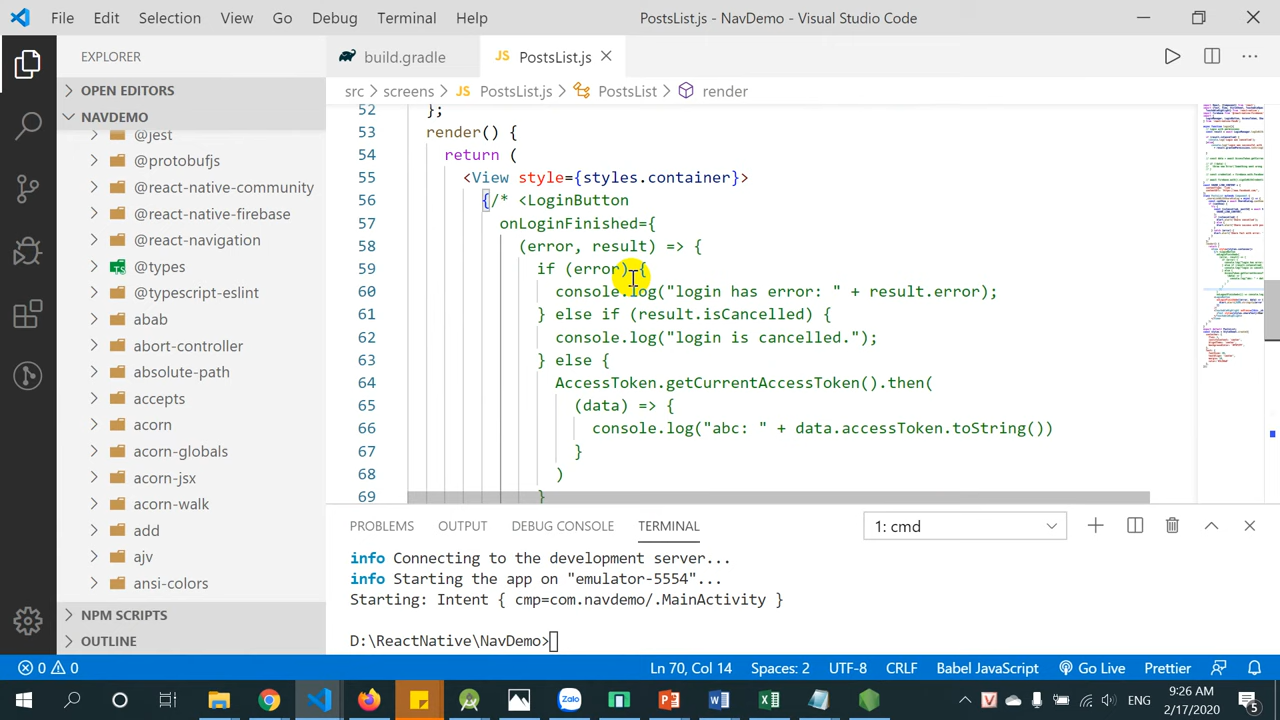 File Edit Selection View Go Debug Terminal Help PostsList.js - NavDemo - Visual Studio Code
EXPLORER
OPEN EDITORS
NAVDEMO
@jest
@protobufjs
@react-native-community
@react-native-firebase
@react-navigation
TS @types
@typescript-eslint
abab
abort-controller
absolute-path
accepts
acorn
acorn-globals
acorn-jsx
acorn-walk
add
ajv
ansi-colors
NPM SCRIPTS
OUTLINE
build.gradle JS PostsList.js
src screens JS PostsList.js PostsList render
52 };
53 render() {
54 return (
55 <View style={styles.container}>
56 {/* <LoginButton
57 onLoginFinished={
58 (error, result) => {
59 if (error) {
60 console.log("login has error: " + result.error);
61 else if (result.isCancelled)
62 console.log("login is cancelled.");
63 } else {
64 AccessToken.getCurrentAccessToken().then(
65 (data) => {
66 console.log("abc: " + data.accessToken.toString())
67 }
68 )
69 }
PROBLEMS OUTPUT DEBUG CONSOLE TERMINAL 1: cmd
info Connecting to the development server...
info Starting the app on "emulator-5554"...
Starting: Intent { cmp=com.navdemo/.MainActivity }
D:\ReactNative\NavDemo>
0 0 Ln 70, Col 14 Spaces: 2 UTF-8 CRLF Babel JavaScript Go Live Prettier
Zalo ENG 9:26 AM
2/17/2020 5